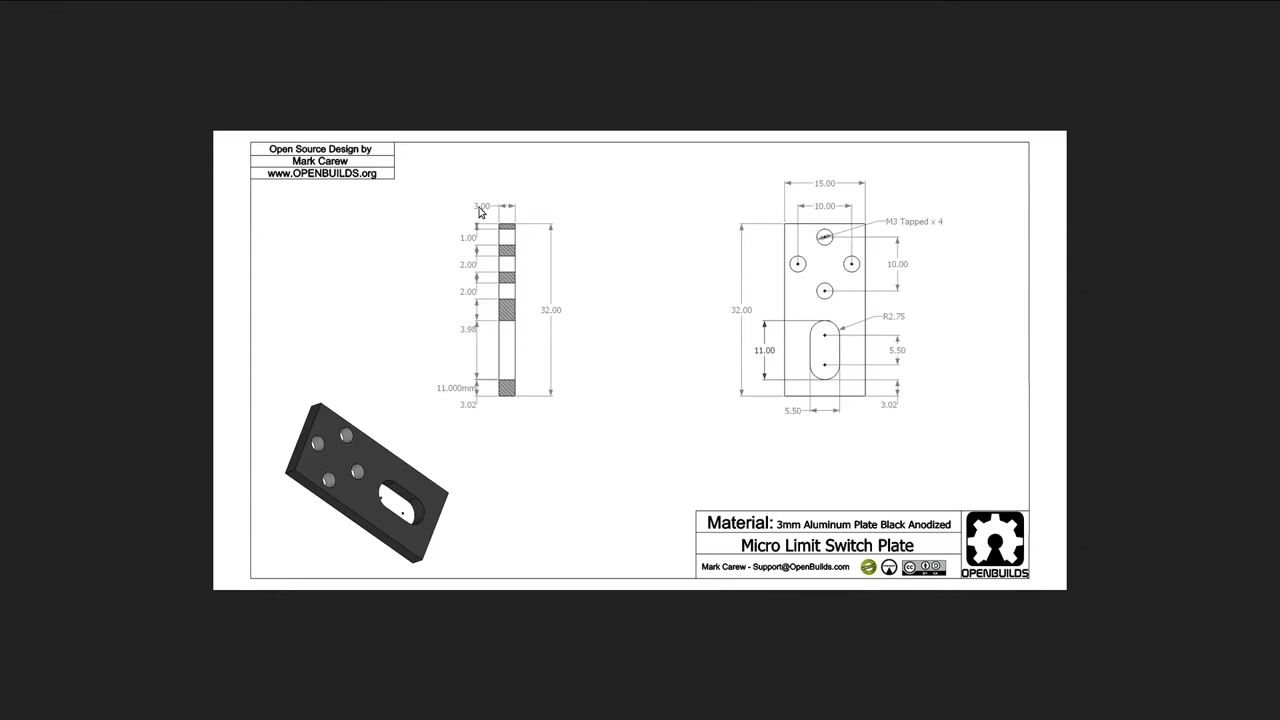 Open Source Design by
Mark Carew
www.OPENBUILDS.org
3.00
1.00
2.00
2.00
3.98
11.000mm
3.02
32.00
15.00
10.00
M3 Tapped x 4
10.00
32.00
R2.75
11.00
5.50
5.50
3.02
Material: 3mm Aluminum Plate Black Anodized
Micro Limit Switch Plate
Mark Carew - Support@OpenBuilds.com
cc
BY SA
OPENBUILDS